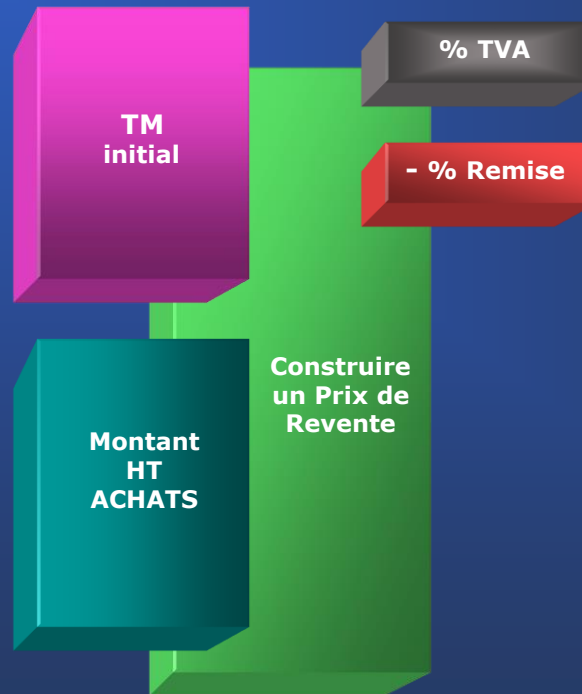 TM
initial
% TVA
- % Remise
Construire
un Prix de
Revente
Montant
HT
ACHATS